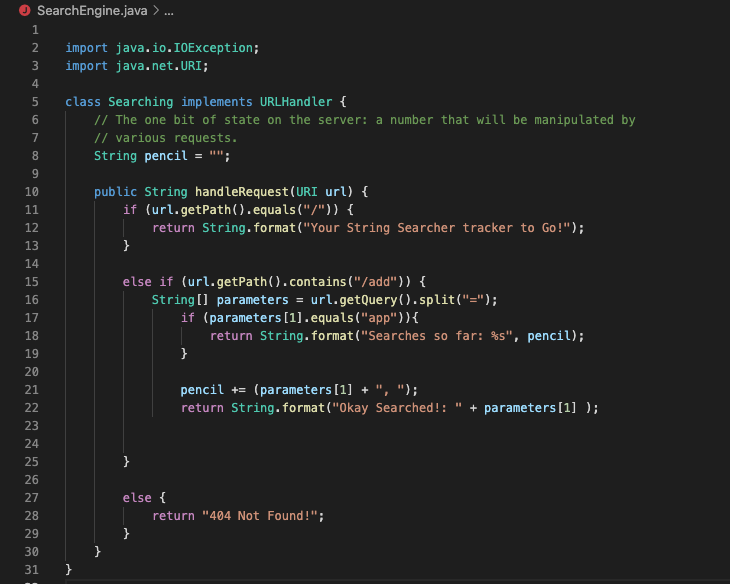 SearchEngine.java > ...
1
2 import java.io.IOException;
3 import java.net.URI;
4
5 class Searching implements URLHandler {
6 // The one bit of state on the server: a number that will be manipulated by
7 // various requests.
8 String pencil = "";
9
10 public String handleRequest(URI url) {
11 if (url.getPath().equals("/")) {
12 return String.format("Your String Searcher tracker to Go!");
13 }
14
15 else if (url.getPath().contains("/add")) {
16 String[] parameters = url.getQuery().split("=");
17 if (parameters[1].equals("app")){
18 return String.format("Searches so far: %s", pencil);
19 }
20
21 pencil += (parameters[1] + ", ");
22 return String.format("Okay Searched!: " + parameters[1] );
23
24
25 }
26
27 else {
28 return "404 Not Found!";
29 }
30 }
31 }